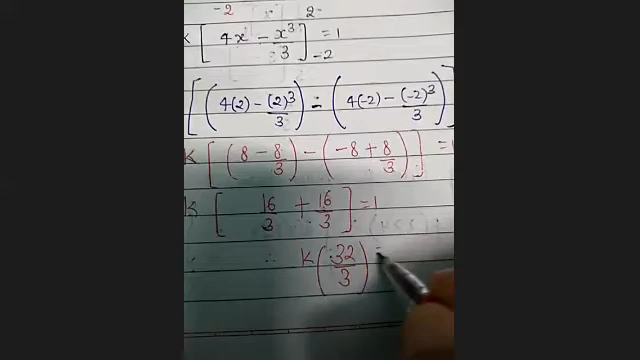 -2 2
K [ 4x - x³/3 ] = 1
-2
[ ( 4(2) - (2)³/3 ) - ( 4(-2) - (-2)³/3 ) ]
K [ ( 8 - 8/3 ) - ( -8 + 8/3 ) ] = 1
K [ 16/3 + 16/3 ] = 1
∴ K ( 32/3 ) =